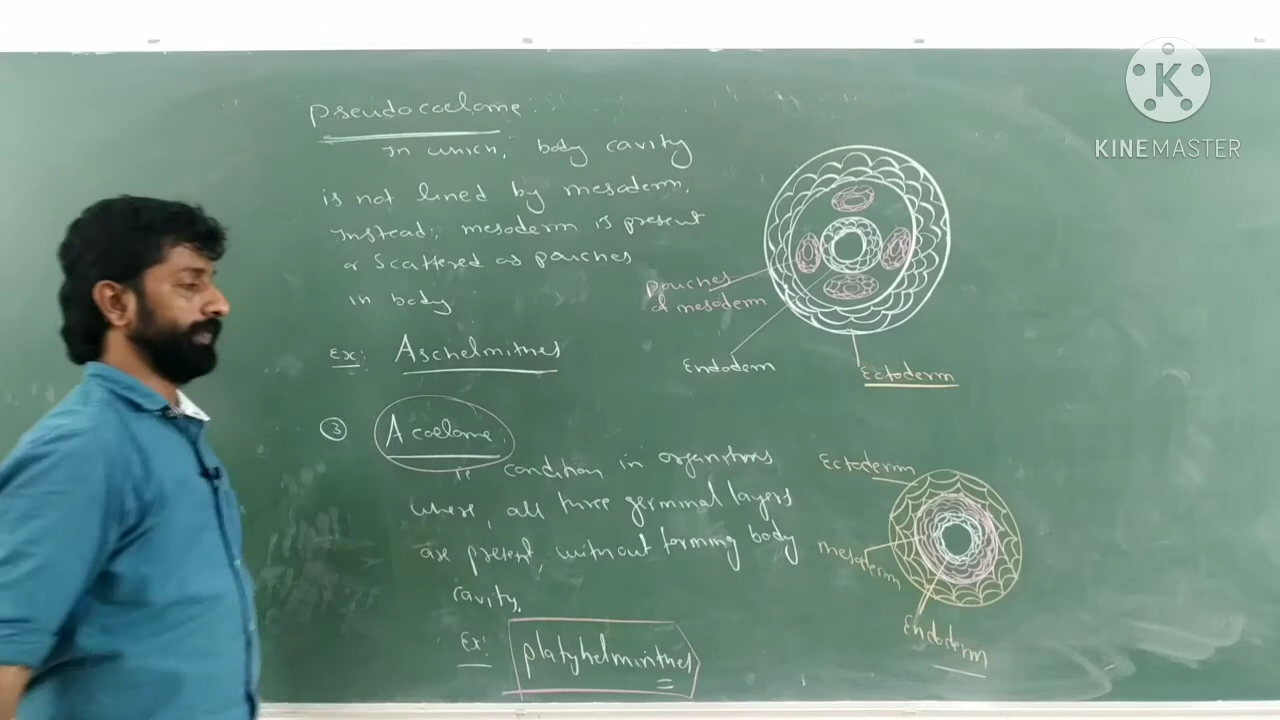 Pseudocoelome:
In which, body cavity
is not lined by mesoderm.
Instead; mesoderm is present
or Scattered as pouches
in body
Ex: Aschelminthes
pouches
of mesoderm
Endoderm
Ectoderm
3 Acoelome
is condition in organisms
where, all three germinal layers
are present, without forming body
cavity.
Ex: platyhelminthes
Ectoderm
Mesoderm
Endoderm
K
KINEMASTER